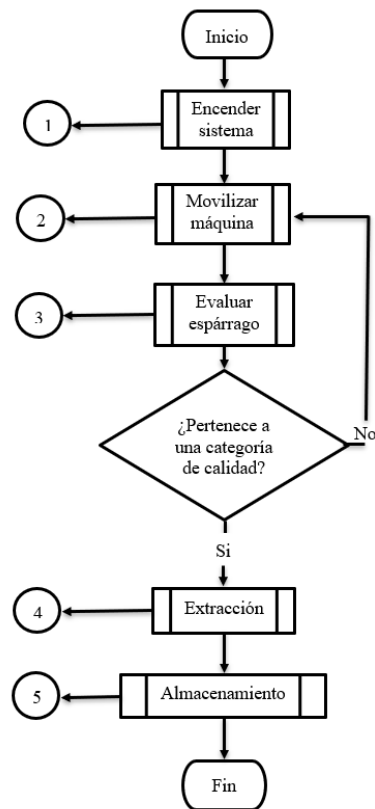 Inicio
1
Encender
sistema
2
Movilizar
máquina
3
Evaluar
espárrago
¿Pertenece a
una categoría
de calidad?
No
Si
4
Extracción
5
Almacenamiento
Fin